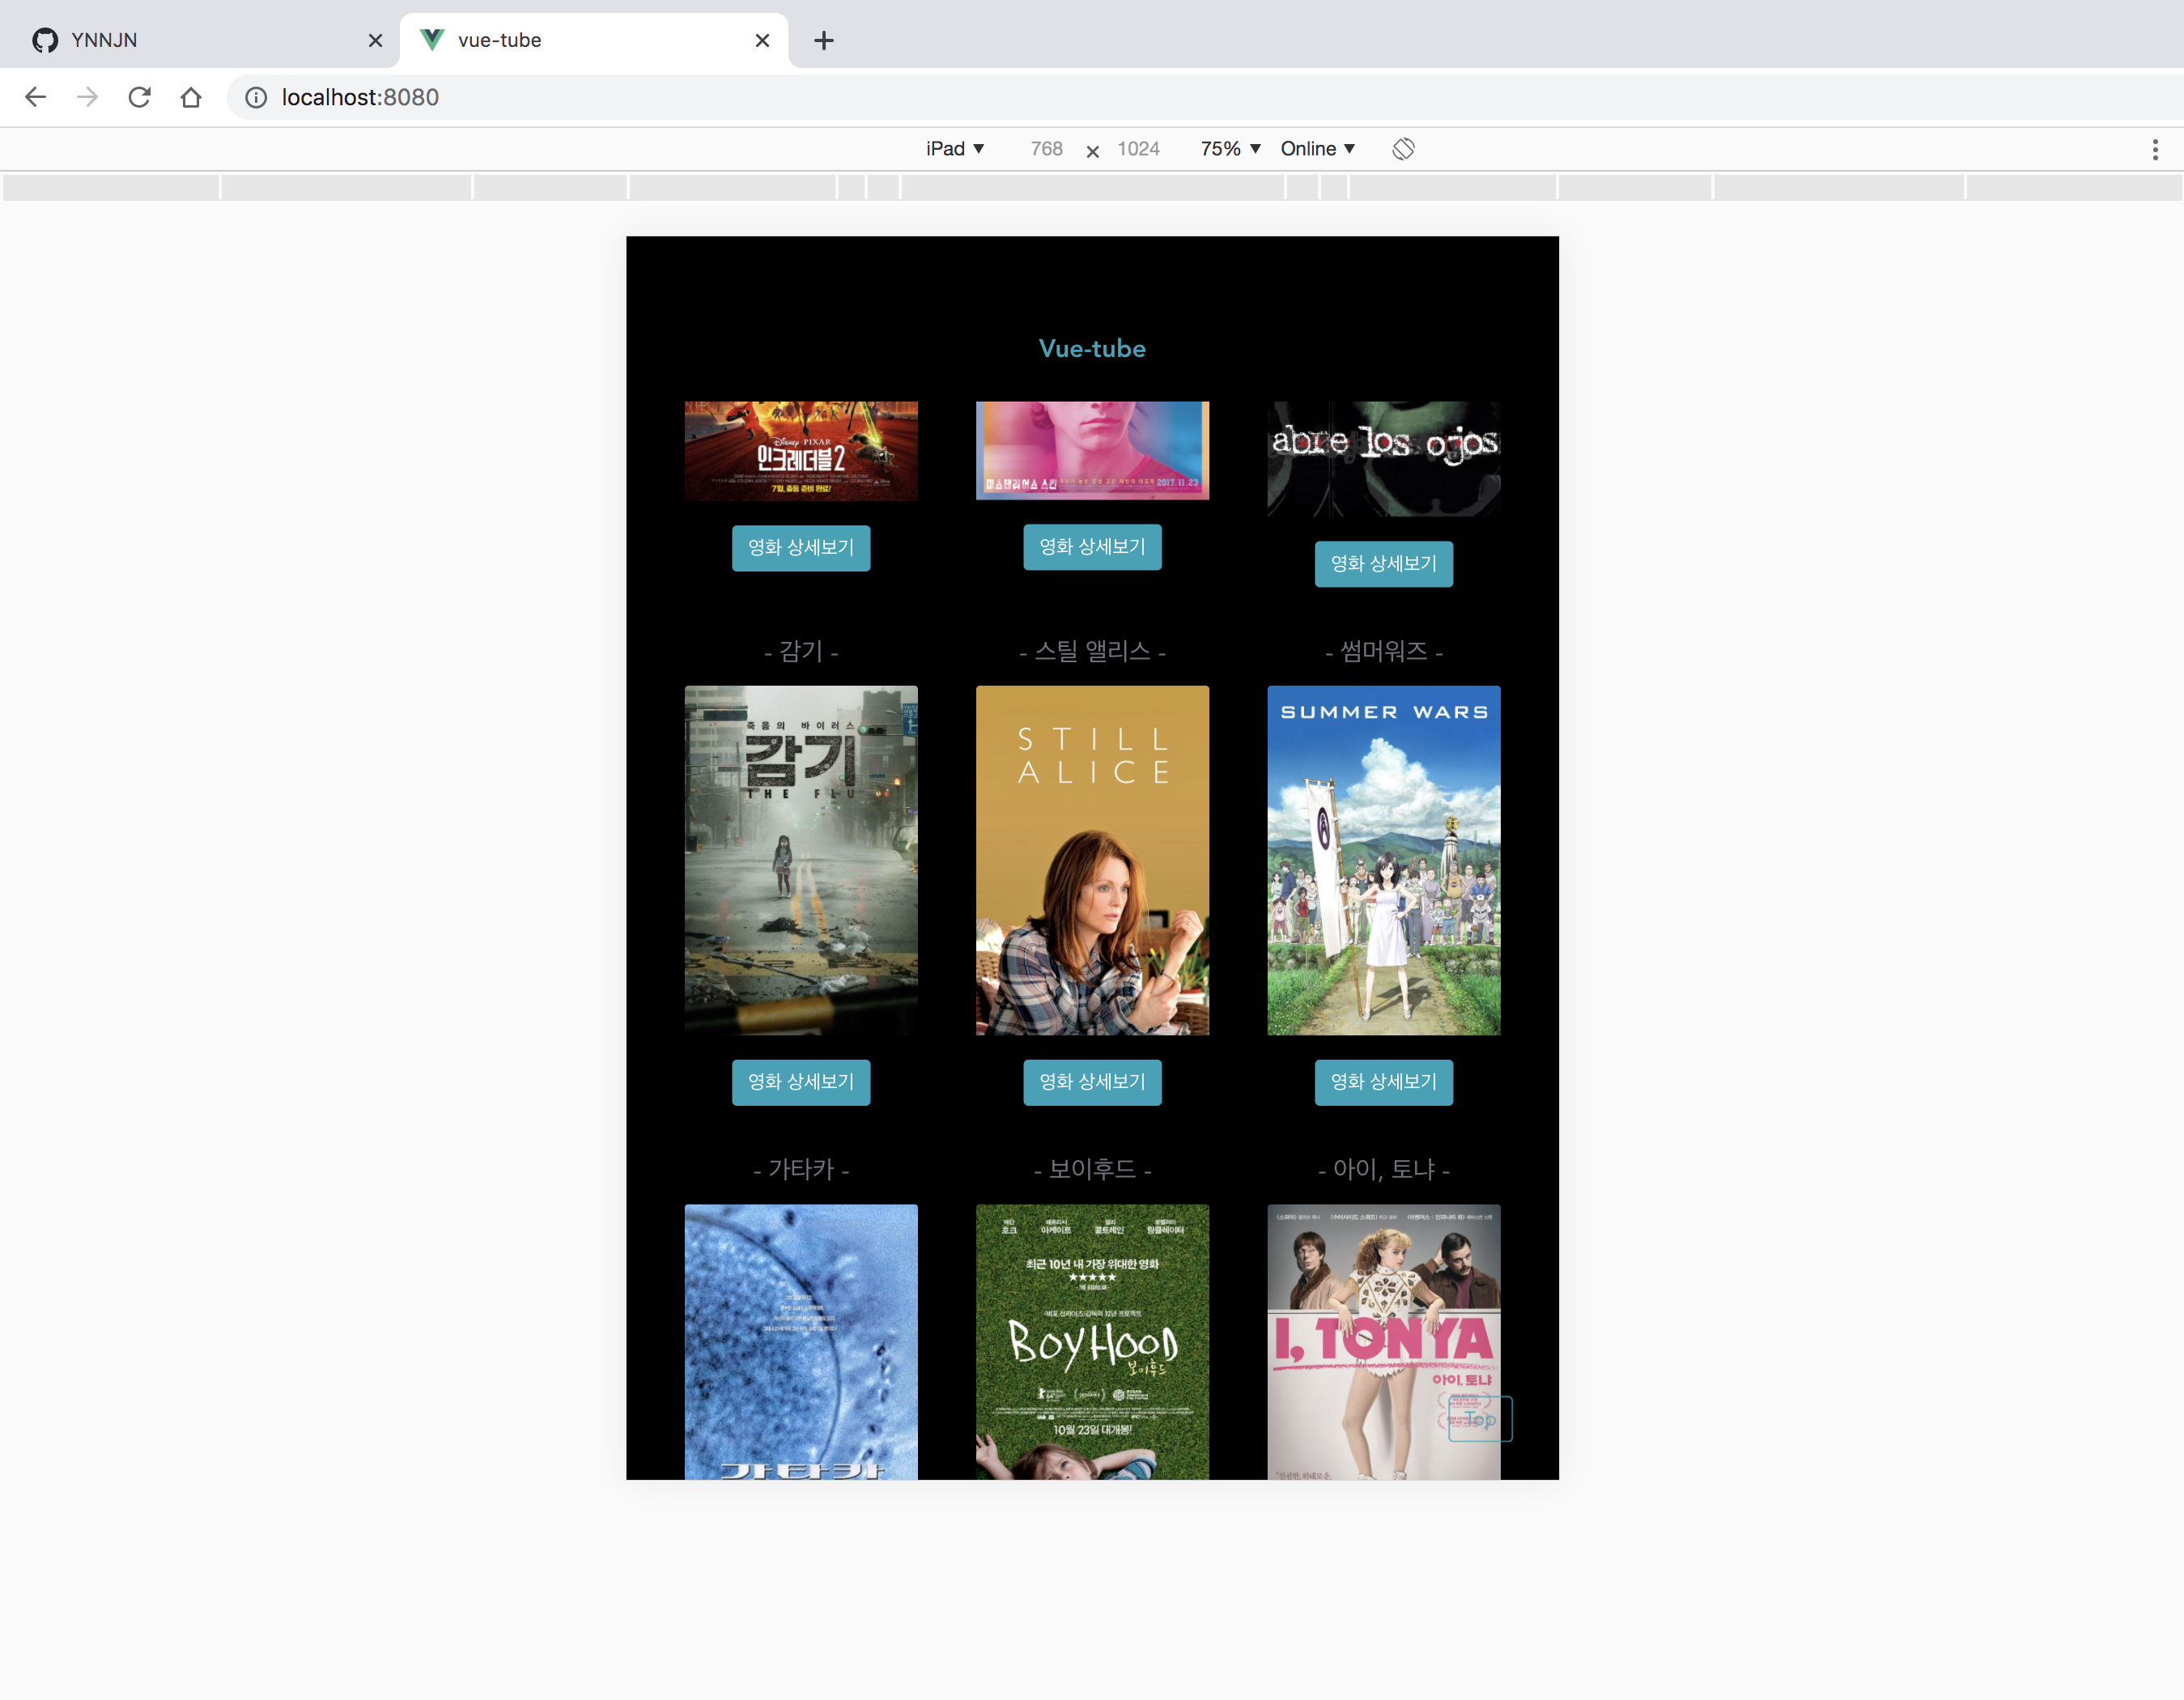 YNNJN
vue-tube
localhost:8080
iPad 768 × 1024 75% Online
Vue-tube
DISNEY PIXAR
인크레더블 2
7월, 출동 준비 완료!
미스테리어스 스킨
2017.11.23
abre los ojos
영화 상세보기
영화 상세보기
영화 상세보기
- 감기 -
- 스틸 앨리스 -
- 썸머워즈 -
죽음의 바이러스
감기
THE FLU
STILL
ALICE
SUMMER WARS
영화 상세보기
영화 상세보기
영화 상세보기
- 가타카 -
- 보이후드 -
- 아이, 토냐 -
가타카
최근 10년 내 가장 위대한 영화
★★★★★
BOYHOOD
보이후드
10월 23일 대개봉!
I, TONYA
아이, 토냐
Top